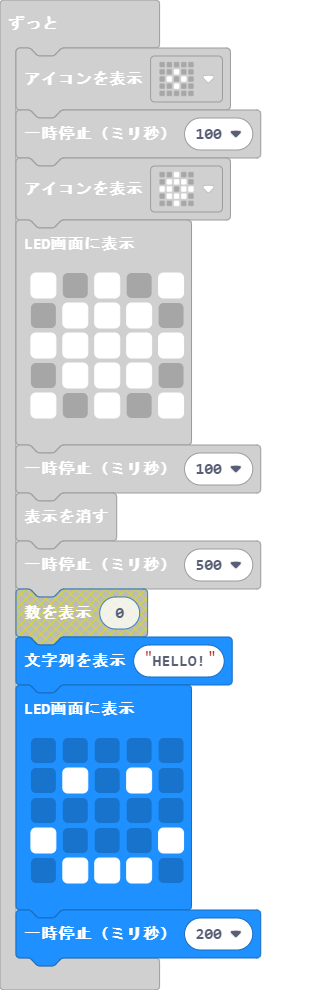 ずっと
アイコンを表示
一時停止（ミリ秒） 100
アイコンを表示
LED画面に表示
一時停止（ミリ秒） 100
表示を消す
一時停止（ミリ秒） 500
数を表示 0
文字列を表示 "HELLO!"
LED画面に表示
一時停止（ミリ秒） 200